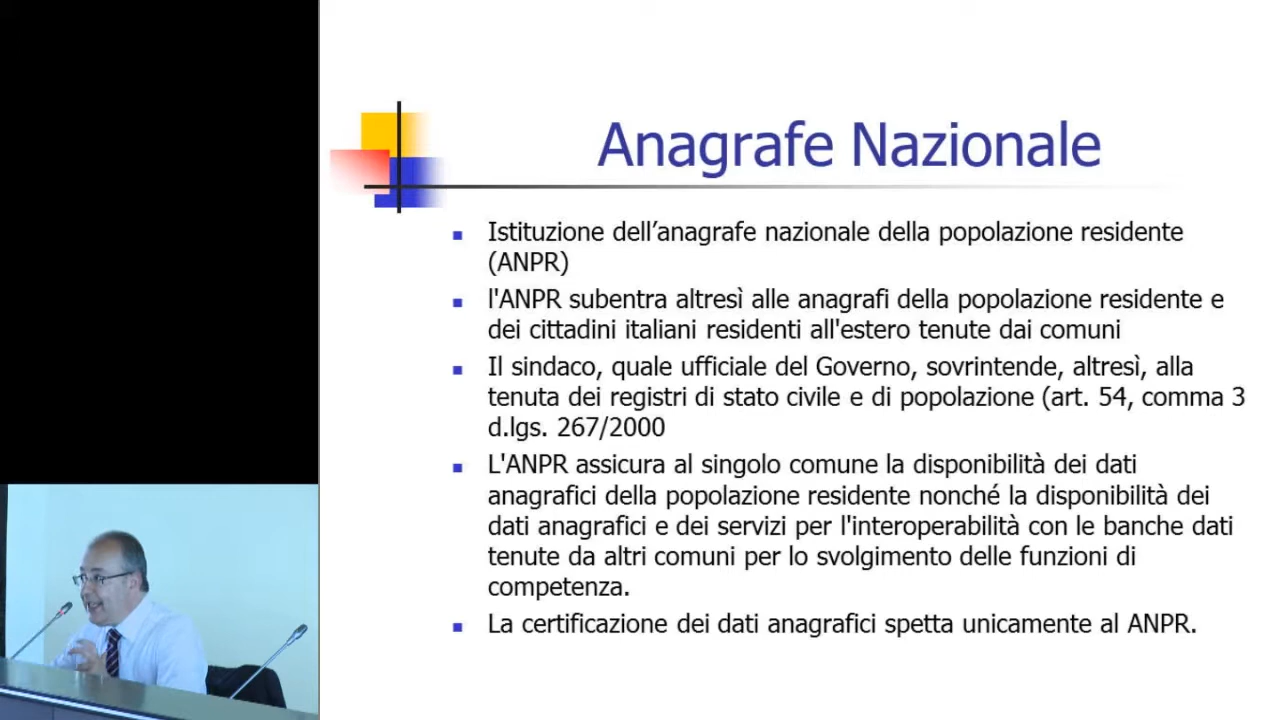 Anagrafe Nazionale
Istituzione dell’anagrafe nazionale della popolazione residente
(ANPR)
l'ANPR subentra altresì alle anagrafi della popolazione residente e
dei cittadini italiani residenti all'estero tenute dai comuni
Il sindaco, quale ufficiale del Governo, sovrintende, altresì, alla
tenuta dei registri di stato civile e di popolazione (art. 54, comma 3
d.lgs. 267/2000
L'ANPR assicura al singolo comune la disponibilità dei dati
anagrafici della popolazione residente nonché la disponibilità dei
dati anagrafici e dei servizi per l'interoperabilità con le banche dati
tenute da altri comuni per lo svolgimento delle funzioni di
competenza.
La certificazione dei dati anagrafici spetta unicamente al ANPR.